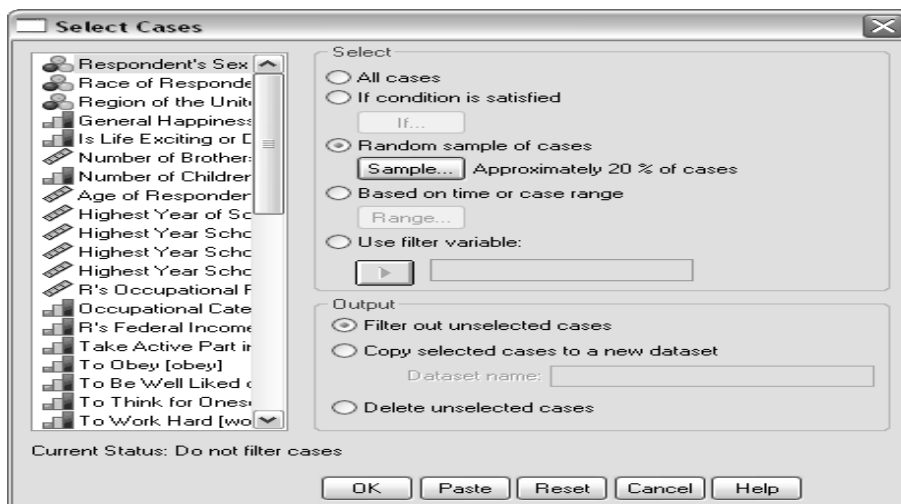 Select Cases
Respondent's Sex
Race of Responde
Region of the Unit
General Happiness
Is Life Exciting or D
Number of Brother
Number of Children
Age of Responden
Highest Year of Sc
Highest Year Scho
Highest Year Scho
Highest Year Scho
R's Occupational P
Occupational Cate
R's Federal Income
Take Active Part in
To Obey [obey]
To Be Well Liked o
To Think for Ones
To Work Hard [wo
Select
All cases
If condition is satisfied
If...
Random sample of cases
Sample... Approximately 20 % of cases
Based on time or case range
Range...
Use filter variable:
Output
Filter out unselected cases
Copy selected cases to a new dataset
Dataset name:
Delete unselected cases
Current Status: Do not filter cases
OK Paste Reset Cancel Help